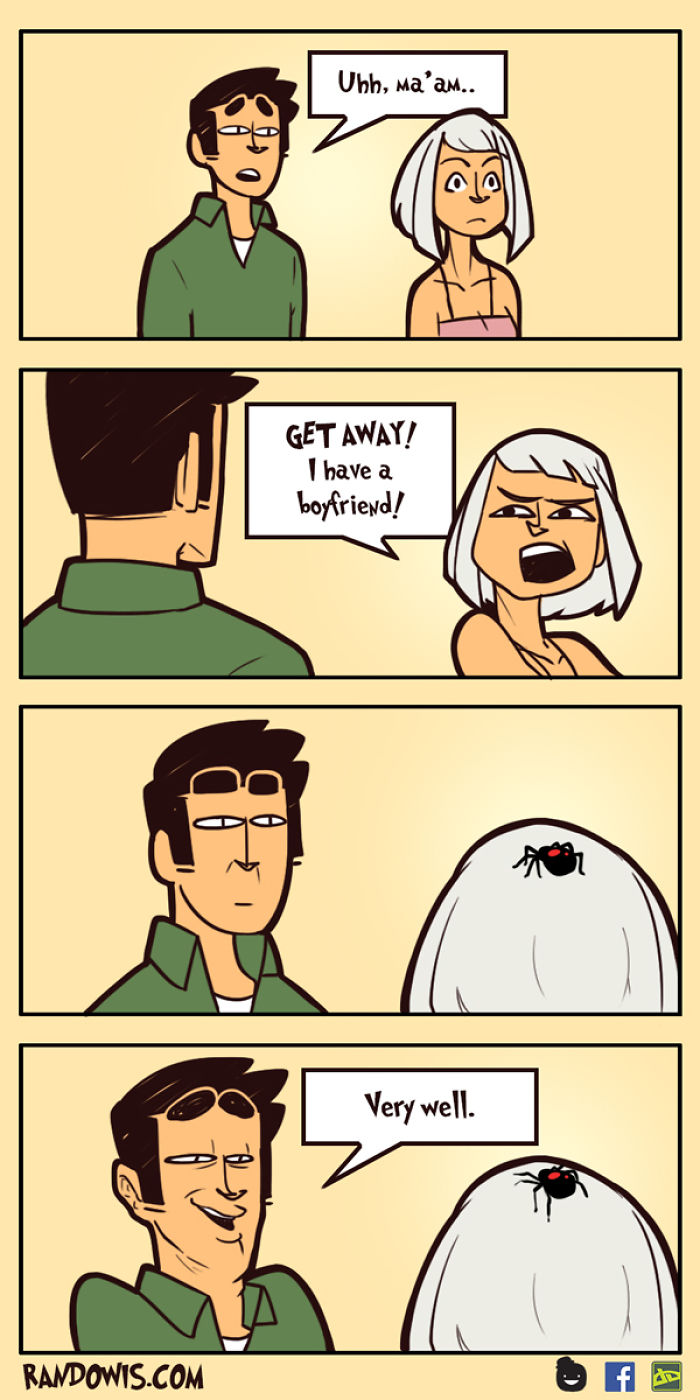 Uhh, ma'am..
GET AWAY!
I have a
boyfriend!
Very well.
RANDOWIS.COM